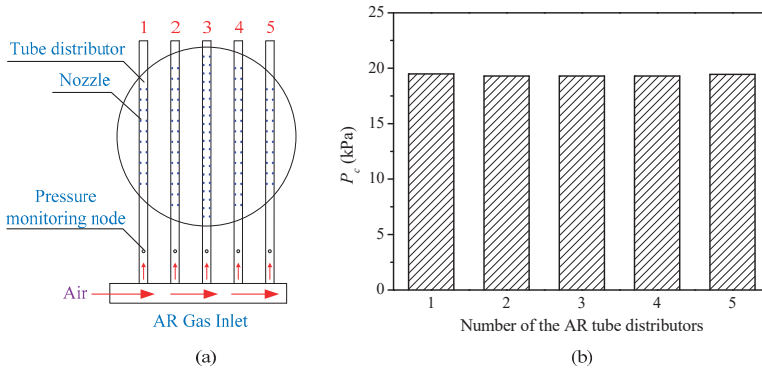 1 2 3 4 5
Tube distributor
Nozzle
Pressure
monitoring node
Air
AR Gas Inlet
(a)
25
20
15
10
5
0
P_c (kPa)
1 2 3 4 5
Number of the AR tube distributors
(b)